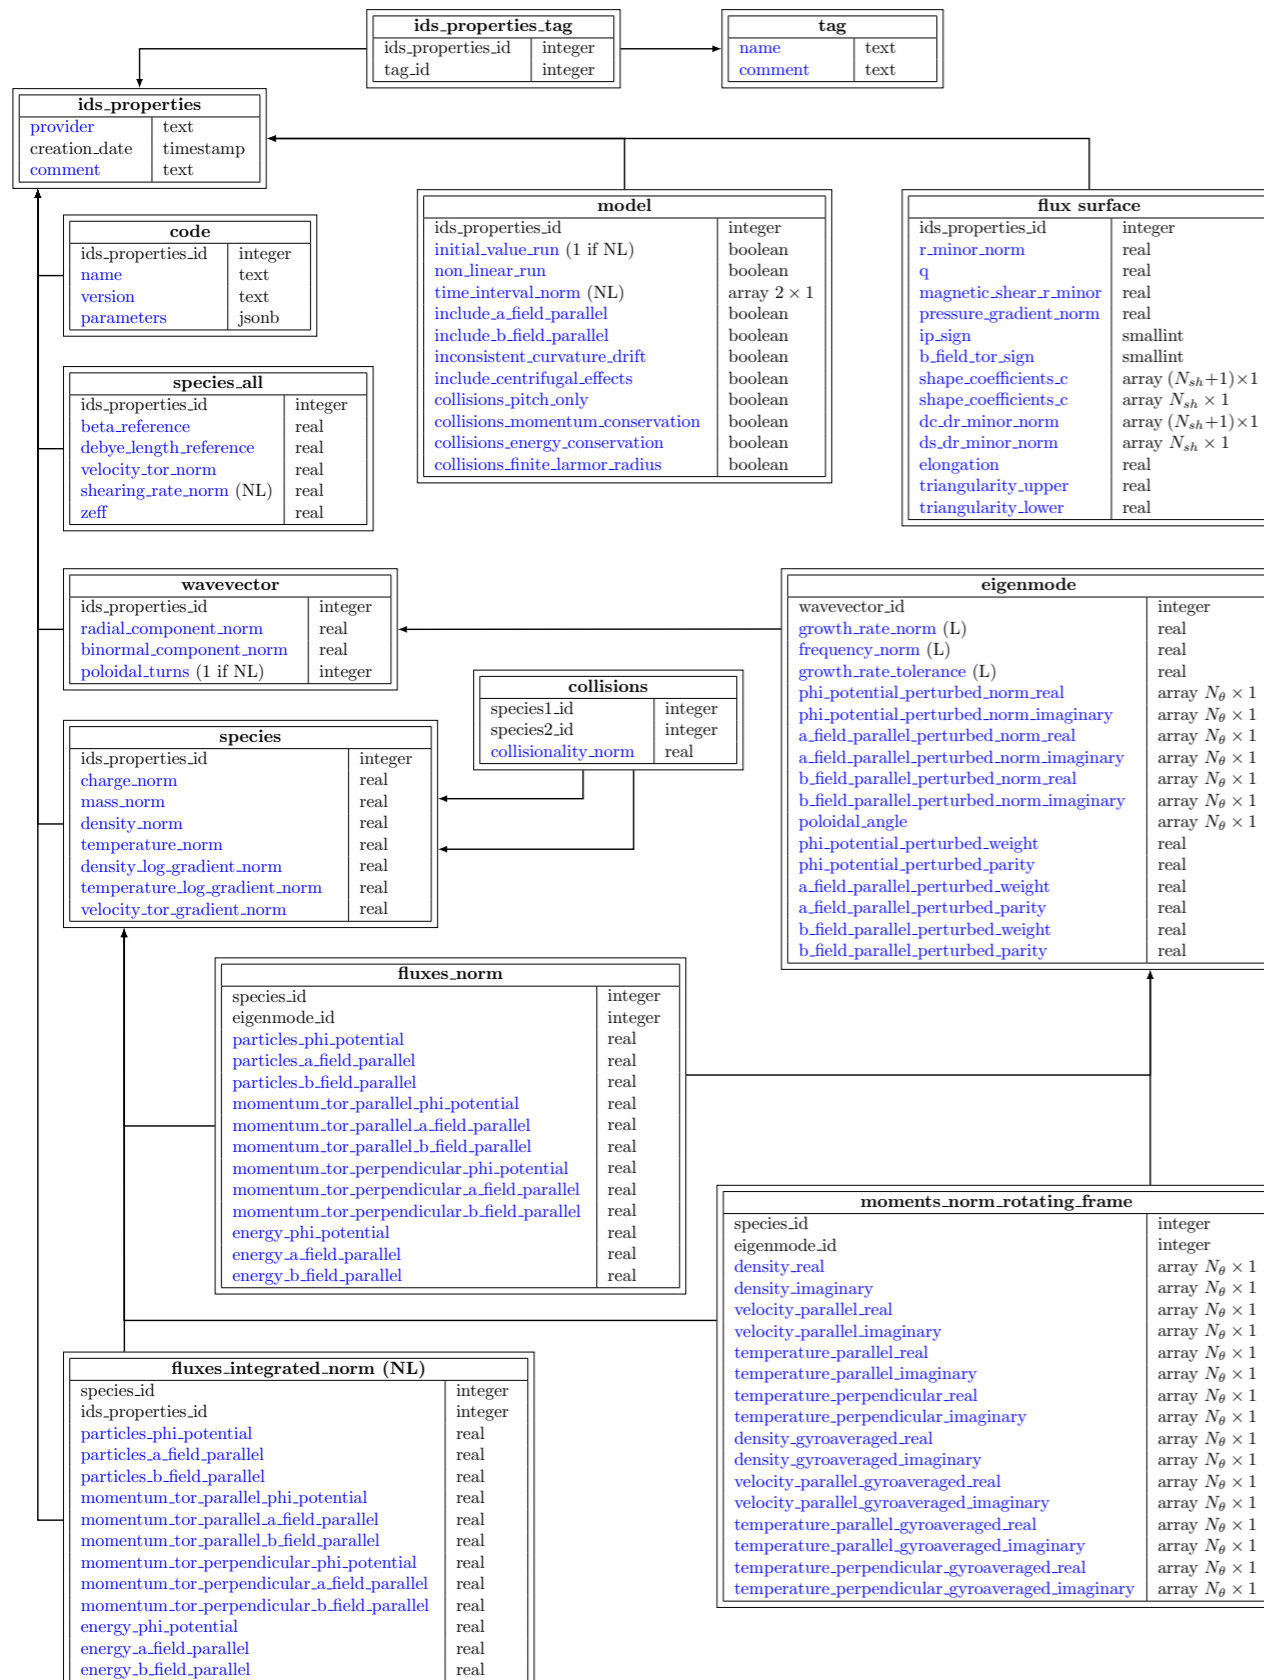 ids_properties_tag
ids_properties_id integer
tag_id integer
tag
name text
comment text
ids_properties
provider text
creation_date timestamp
comment text
code
ids_properties_id integer
name text
version text
parameters jsonb
model
ids_properties_id integer
initial_value_run (1 if NL) boolean
non_linear_run boolean
time_interval_norm (NL) array 2 × 1
include_a_field_parallel boolean
include_b_field_parallel boolean
inconsistent_curvature_drift boolean
include_centrifugal_effects boolean
collisions_pitch_only boolean
collisions_momentum_conservation boolean
collisions_energy_conservation boolean
collisions_finite_larmor_radius boolean
flux surface
ids_properties_id integer
r_minor_norm real
q real
magnetic_shear_r_minor real
pressure_gradient_norm real
ip_sign smallint
b_field_tor_sign smallint
shape_coefficients_c array (N_sh+1)×1
shape_coefficients_c array N_sh × 1
dc_dr_minor_norm array (N_sh+1)×1
ds_dr_minor_norm array N_sh × 1
elongation real
triangularity_upper real
triangularity_lower real
species_all
ids_properties_id integer
beta_reference real
debye_length_reference real
velocity_tor_norm real
shearing_rate_norm (NL) real
zeff real
wavevector
ids_properties_id integer
radial_component_norm real
binormal_component_norm real
poloidal_turns (1 if NL) integer
eigenmode
wavevector_id integer
growth_rate_norm (L) real
frequency_norm (L) real
growth_rate_tolerance (L) real
phi_potential_perturbed_norm_real array N_θ × 1
phi_potential_perturbed_norm_imaginary array N_θ × 1
a_field_parallel_perturbed_norm_real array N_θ × 1
a_field_parallel_perturbed_norm_imaginary array N_θ × 1
b_field_parallel_perturbed_norm_real array N_θ × 1
b_field_parallel_perturbed_norm_imaginary array N_θ × 1
poloidal_angle array N_θ × 1
phi_potential_perturbed_weight real
phi_potential_perturbed_parity real
a_field_parallel_perturbed_weight real
a_field_parallel_perturbed_parity real
b_field_parallel_perturbed_weight real
b_field_parallel_perturbed_parity real
collisions
species1_id integer
species2_id integer
collisionality_norm real
species
ids_properties_id integer
charge_norm real
mass_norm real
density_norm real
temperature_norm real
density_log_gradient_norm real
temperature_log_gradient_norm real
velocity_tor_gradient_norm real
fluxes_norm
species_id integer
eigenmode_id integer
particles_phi_potential real
particles_a_field_parallel real
particles_b_field_parallel real
momentum_tor_parallel_phi_potential real
momentum_tor_parallel_a_field_parallel real
momentum_tor_parallel_b_field_parallel real
momentum_tor_perpendicular_phi_potential real
momentum_tor_perpendicular_a_field_parallel real
momentum_tor_perpendicular_b_field_parallel real
energy_phi_potential real
energy_a_field_parallel real
energy_b_field_parallel real
moments_norm_rotating_frame
species_id integer
eigenmode_id integer
density_real array N_θ × 1
density_imaginary array N_θ × 1
velocity_parallel_real array N_θ × 1
velocity_parallel_imaginary array N_θ × 1
temperature_parallel_real array N_θ × 1
temperature_parallel_imaginary array N_θ × 1
temperature_perpendicular_real array N_θ × 1
temperature_perpendicular_imaginary array N_θ × 1
density_gyroaveraged_real array N_θ × 1
density_gyroaveraged_imaginary array N_θ × 1
velocity_parallel_gyroaveraged_real array N_θ × 1
velocity_parallel_gyroaveraged_imaginary array N_θ × 1
temperature_parallel_gyroaveraged_real array N_θ × 1
temperature_parallel_gyroaveraged_imaginary array N_θ × 1
temperature_perpendicular_gyroaveraged_real array N_θ × 1
temperature_perpendicular_gyroaveraged_imaginary array N_θ × 1
fluxes_integrated_norm (NL)
species_id integer
ids_properties_id integer
particles_phi_potential real
particles_a_field_parallel real
particles_b_field_parallel real
momentum_tor_parallel_phi_potential real
momentum_tor_parallel_a_field_parallel real
momentum_tor_parallel_b_field_parallel real
momentum_tor_perpendicular_phi_potential real
momentum_tor_perpendicular_a_field_parallel real
momentum_tor_perpendicular_b_field_parallel real
energy_phi_potential real
energy_a_field_parallel real
energy_b_field_parallel real